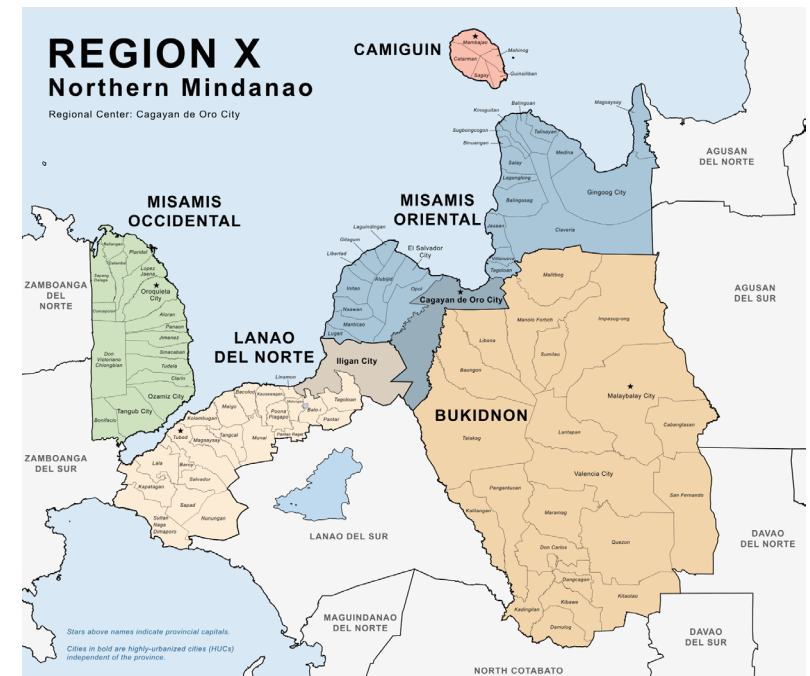 REGION X
Northern Mindanao
Regional Center: Cagayan de Oro City
CAMIGUIN
Mambajao
Mahinog
Catarman
Sagay
Guinsiliban
MISAMIS
OCCIDENTAL
Baliangao
Plaridel
Calamba
Lopez
Jaena
Sapang
Dalaga
Oroquieta
City
Concepcion
Aloran
Panaon
Jimenez
Sinacaban
Don
Victoriano
Chiongbian
Tudela
Clarin
Ozamiz City
Tangub City
Bonifacio
MISAMIS
ORIENTAL
Balingoan
Kinoguitan
Magsaysay
Sugbongcogon
Talisayan
Binuangan
Medina
Salay
Lagonglong
Gingoog City
Balingasag
Jasaan
Claveria
Villanueva
Tagoloan
Laguindingan
Gitagum
El Salvador
City
Libertad
Alubijid
Initao
Opol
Naawan
Manticao
Lugait
Cagayan de Oro City
LANAO
DEL NORTE
Iligan City
Linamon
Bacolod
Kauswagan
Maigo
Kolambugan
Poona
Piagapo
Balo-i
Tagoloan
Pantar
Tubod
Magsaysay
Tangcal
Munai
Lala
Baroy
Salvador
Kapatagan
Sapad
Nunungan
Sultan
Naga
Dimaporo
BUKIDNON
Malitbog
Manolo Fortich
Impasug-ong
Libona
Sumilao
Baungon
Malaybalay City
Cabanglasan
Talakag
Lantapan
Valencia City
Pangantucan
San Fernando
Kalilangan
Maramag
Quezon
Don Carlos
Dangcagan
Kadingilan
Kibawe
Kitaotao
Damulog
ZAMBOANGA
DEL
NORTE
ZAMBOANGA
DEL SUR
LANAO DEL SUR
MAGUINDANAO
DEL NORTE
NORTH COTABATO
AGUSAN
DEL NORTE
AGUSAN
DEL SUR
DAVAO
DEL NORTE
DAVAO
DEL SUR
Stars above names indicate provincial capitals.
Cities in bold are highly-urbanized cities (HUCs)
independent of the province.